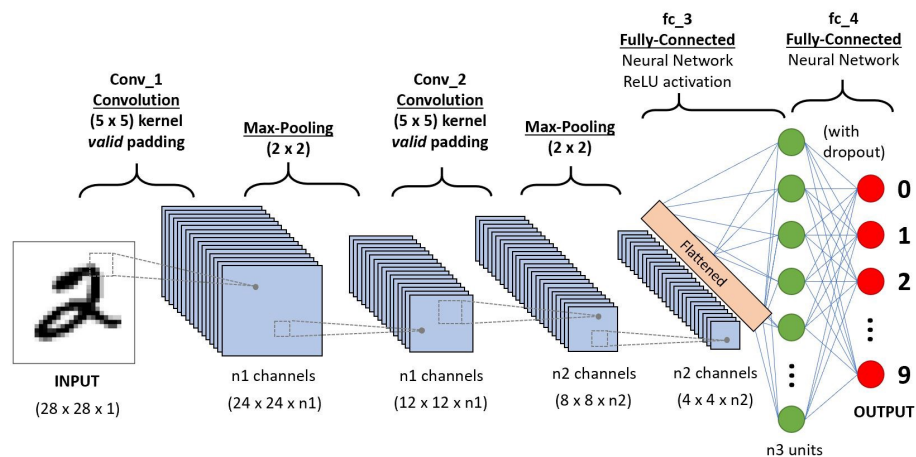 fc_3
Fully-Connected
Neural Network
ReLU activation
fc_4
Fully-Connected
Neural Network
Conv_1
Convolution
(5 x 5) kernel
valid padding
Max-Pooling
(2 x 2)
Conv_2
Convolution
(5 x 5) kernel
valid padding
Max-Pooling
(2 x 2)
(with
dropout)
Flattened
2
0
1
2
9
INPUT
(28 x 28 x 1)
n1 channels
(24 x 24 x n1)
n1 channels
(12 x 12 x n1)
n2 channels
(8 x 8 x n2)
n2 channels
(4 x 4 x n2)
OUTPUT
n3 units